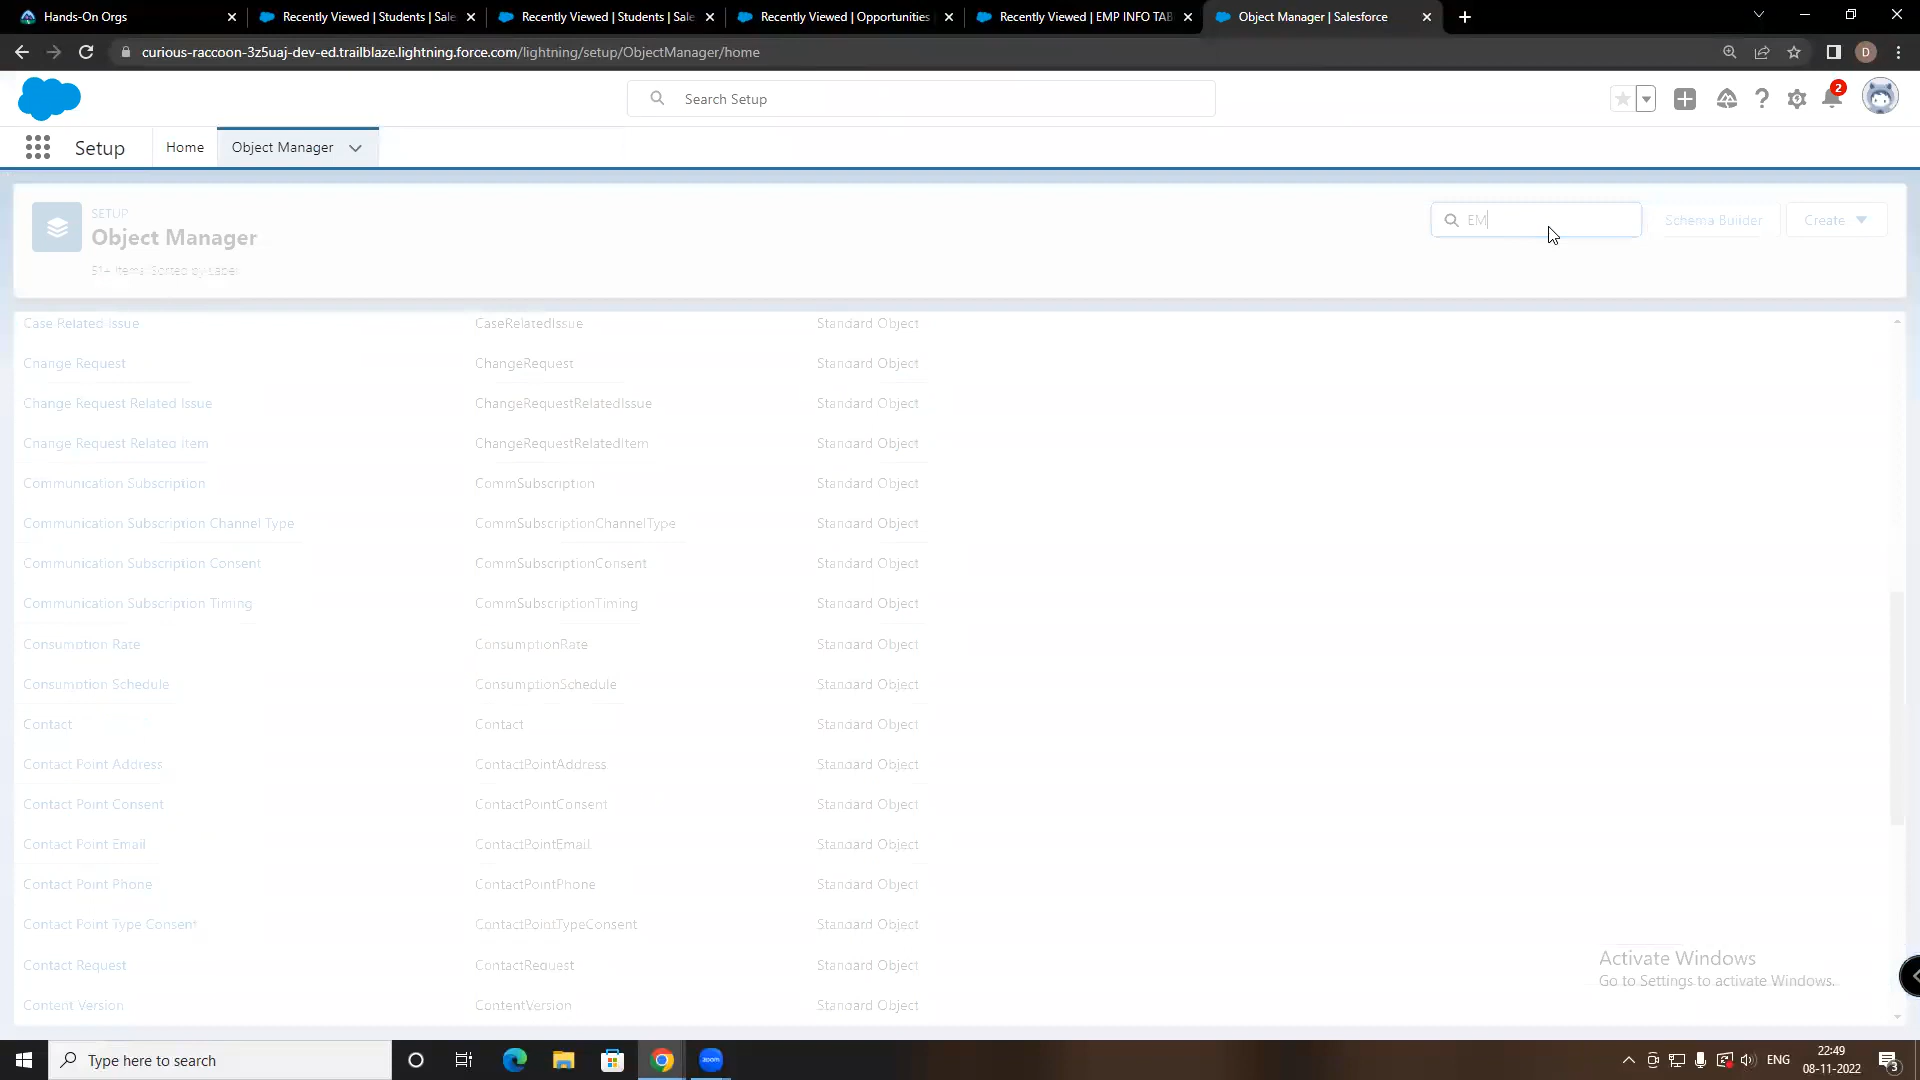 Hands-On Orgs
Recently Viewed | Students | Sale
Recently Viewed | Students | Sale
Recently Viewed | Opportunities
Recently Viewed | EMP INFO TAB
Object Manager | Salesforce
curious-raccoon-3z5uaj-dev-ed.trailblaze.lightning.force.com/lightning/setup/ObjectManager/home
D
Search Setup
2
Setup
Home
Object Manager
SETUP
Object Manager
51+ Items, Sorted by Label
EM
Schema Builder
Create
Case Related Issue CaseRelatedIssue Standard Object
Change Request ChangeRequest Standard Object
Change Request Related Issue ChangeRequestRelatedIssue Standard Object
Change Request Related Item ChangeRequestRelatedItem Standard Object
Communication Subscription CommSubscription Standard Object
Communication Subscription Channel Type CommSubscriptionChannelType Standard Object
Communication Subscription Consent CommSubscriptionConsent Standard Object
Communication Subscription Timing CommSubscriptionTiming Standard Object
Consumption Rate ConsumptionRate Standard Object
Consumption Schedule ConsumptionSchedule Standard Object
Contact Contact Standard Object
Contact Point Address ContactPointAddress Standard Object
Contact Point Consent ContactPointConsent Standard Object
Contact Point Email ContactPointEmail Standard Object
Contact Point Phone ContactPointPhone Standard Object
Contact Point Type Consent ContactPointTypeConsent Standard Object
Contact Request ContactRequest Standard Object
Content Version ContentVersion Standard Object
Activate Windows
Go to Settings to activate Windows.
Type here to search
zoom
ENG
22:49
08-11-2022
3